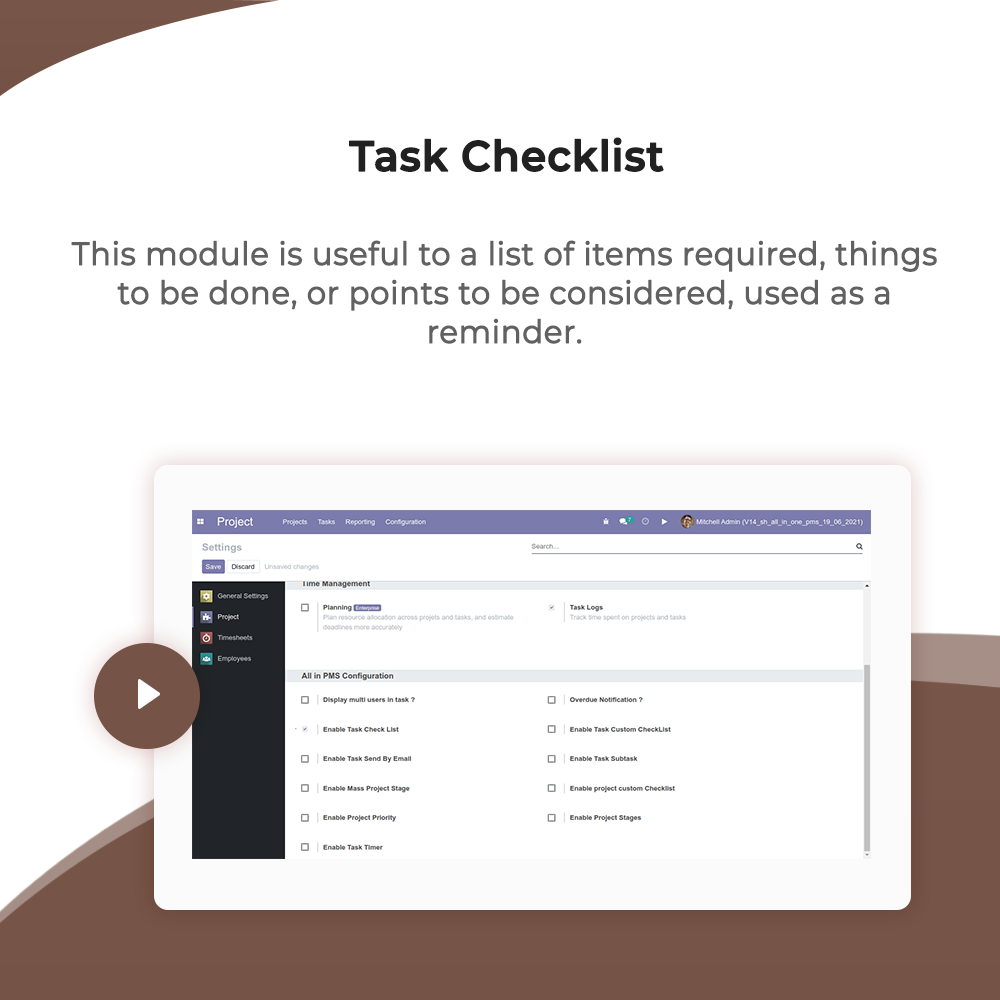 Task Checklist
This module is useful to a list of items required, things
to be done, or points to be considered, used as a
reminder.
Project Projects Tasks Reporting Configuration Mitchell Admin (V14_sh_all_in_one_pms_19_06_2021)
Settings Search...
Save Discard Unsaved changes
General Settings
Project
Timesheets
Employees
Time Management
Planning Enterprise Task Logs
Plan resource allocation across projets and tasks, and estimate Track time spent on projects and tasks
deadlines more accurately
All in PMS Configuration
Display multi users in task ? Overdue Notification ?
Enable Task Check List Enable Task Custom CheckList
Enable Task Send By Email Enable Task Subtask
Enable Mass Project Stage Enable project custom Checklist
Enable Project Priority Enable Project Stages
Enable Task Timer